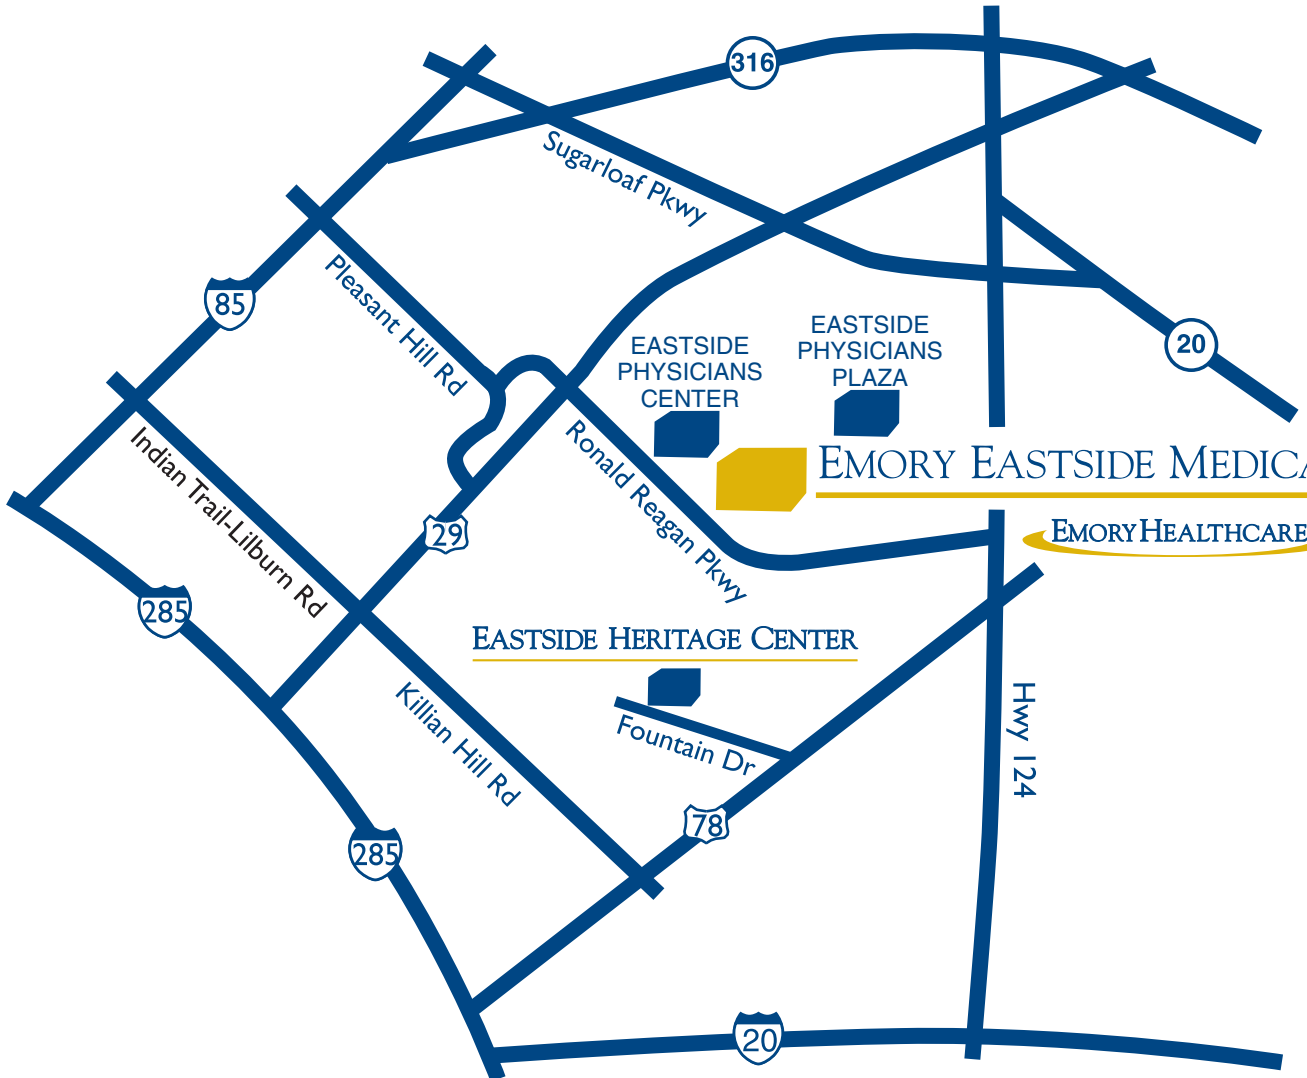 316
Sugarloaf Pkwy
Pleasant Hill Rd
85
EASTSIDE
PHYSICIANS
PLAZA
EASTSIDE
PHYSICIANS
CENTER
20
Indian Trail-Lilburn Rd
Ronald Reagan Pkwy
EMORY EASTSIDE MEDICA
29
EMORY HEALTHCARE
285
EASTSIDE HERITAGE CENTER
Killian Hill Rd
Fountain Dr
Hwy 124
78
285
20